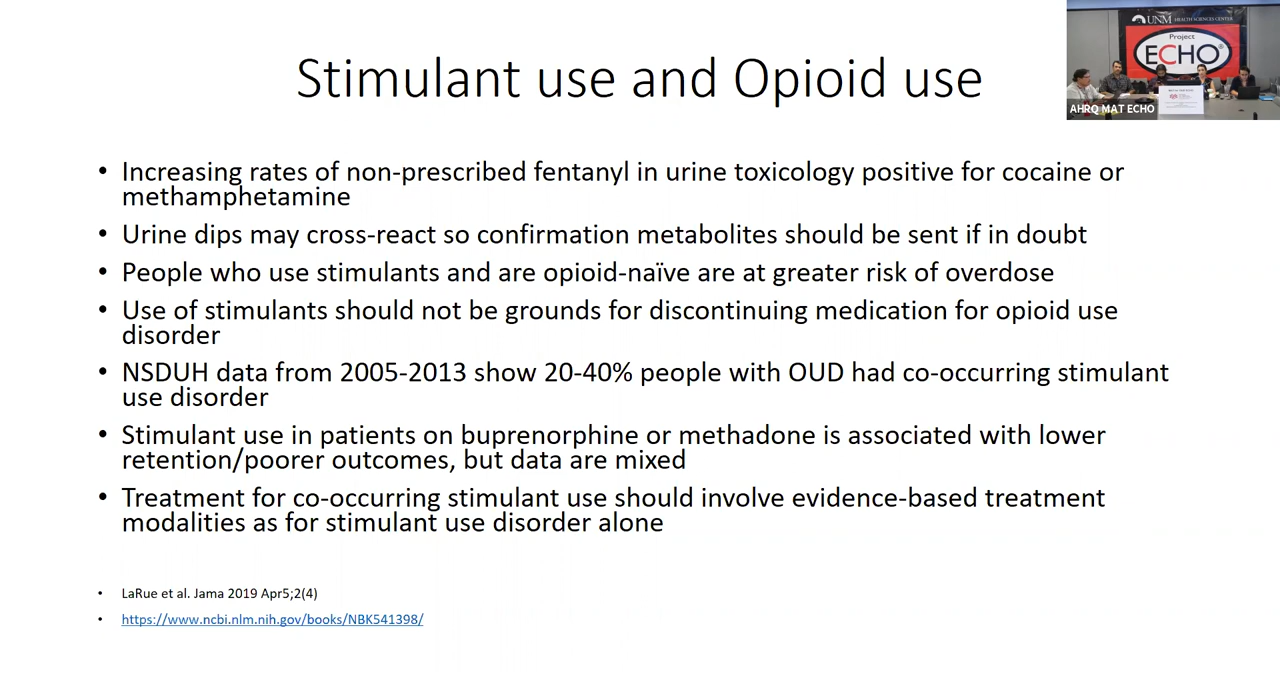 Stimulant use and Opioid use
UNM HEALTH SCIENCES CENTER
Project
ECHO®
AHRQ MAT ECHO
• Increasing rates of non-prescribed fentanyl in urine toxicology positive for cocaine or
methamphetamine
• Urine dips may cross-react so confirmation metabolites should be sent if in doubt
• People who use stimulants and are opioid-naïve are at greater risk of overdose
• Use of stimulants should not be grounds for discontinuing medication for opioid use
disorder
• NSDUH data from 2005-2013 show 20-40% people with OUD had co-occurring stimulant
use disorder
• Stimulant use in patients on buprenorphine or methadone is associated with lower
retention/poorer outcomes, but data are mixed
• Treatment for co-occurring stimulant use should involve evidence-based treatment
modalities as for stimulant use disorder alone
• LaRue et al. Jama 2019 Apr5;2(4)
• https://www.ncbi.nlm.nih.gov/books/NBK541398/